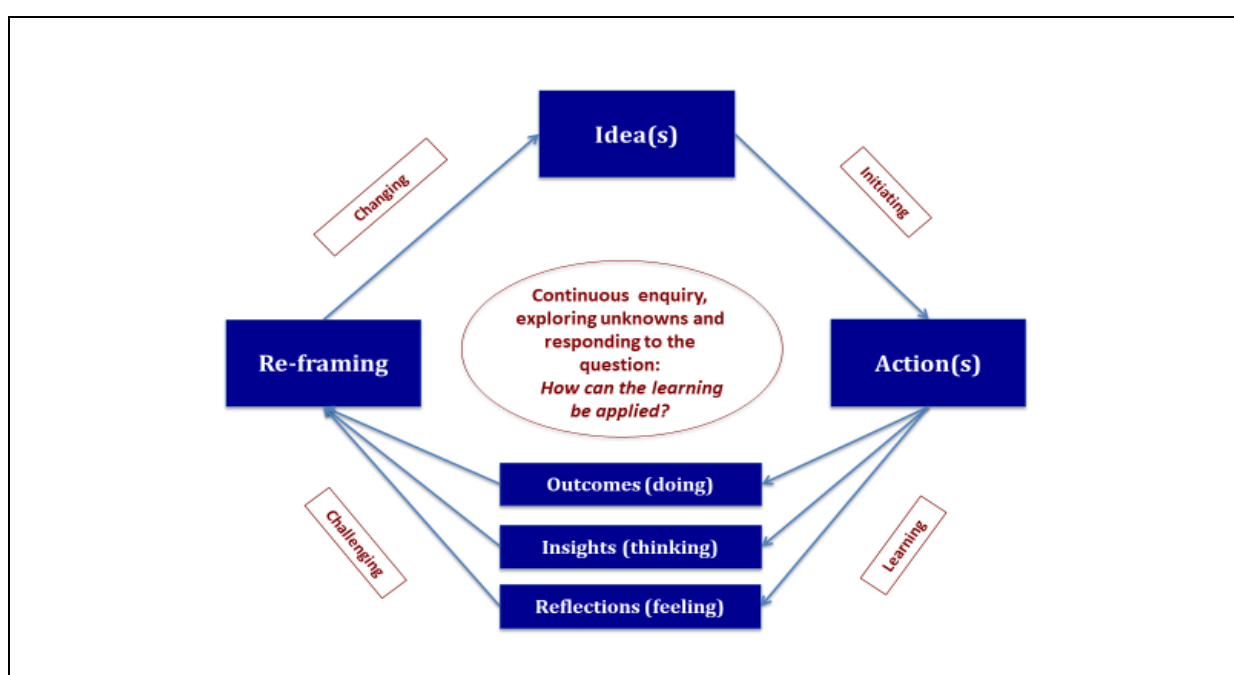 Idea(s)
Changing
Initiating
Continuous enquiry,
exploring unknowns and
responding to the
question:
How can the learning
be applied?
Re-framing
Action(s)
Outcomes (doing)
Insights (thinking)
Reflections (feeling)
Challenging
Learning